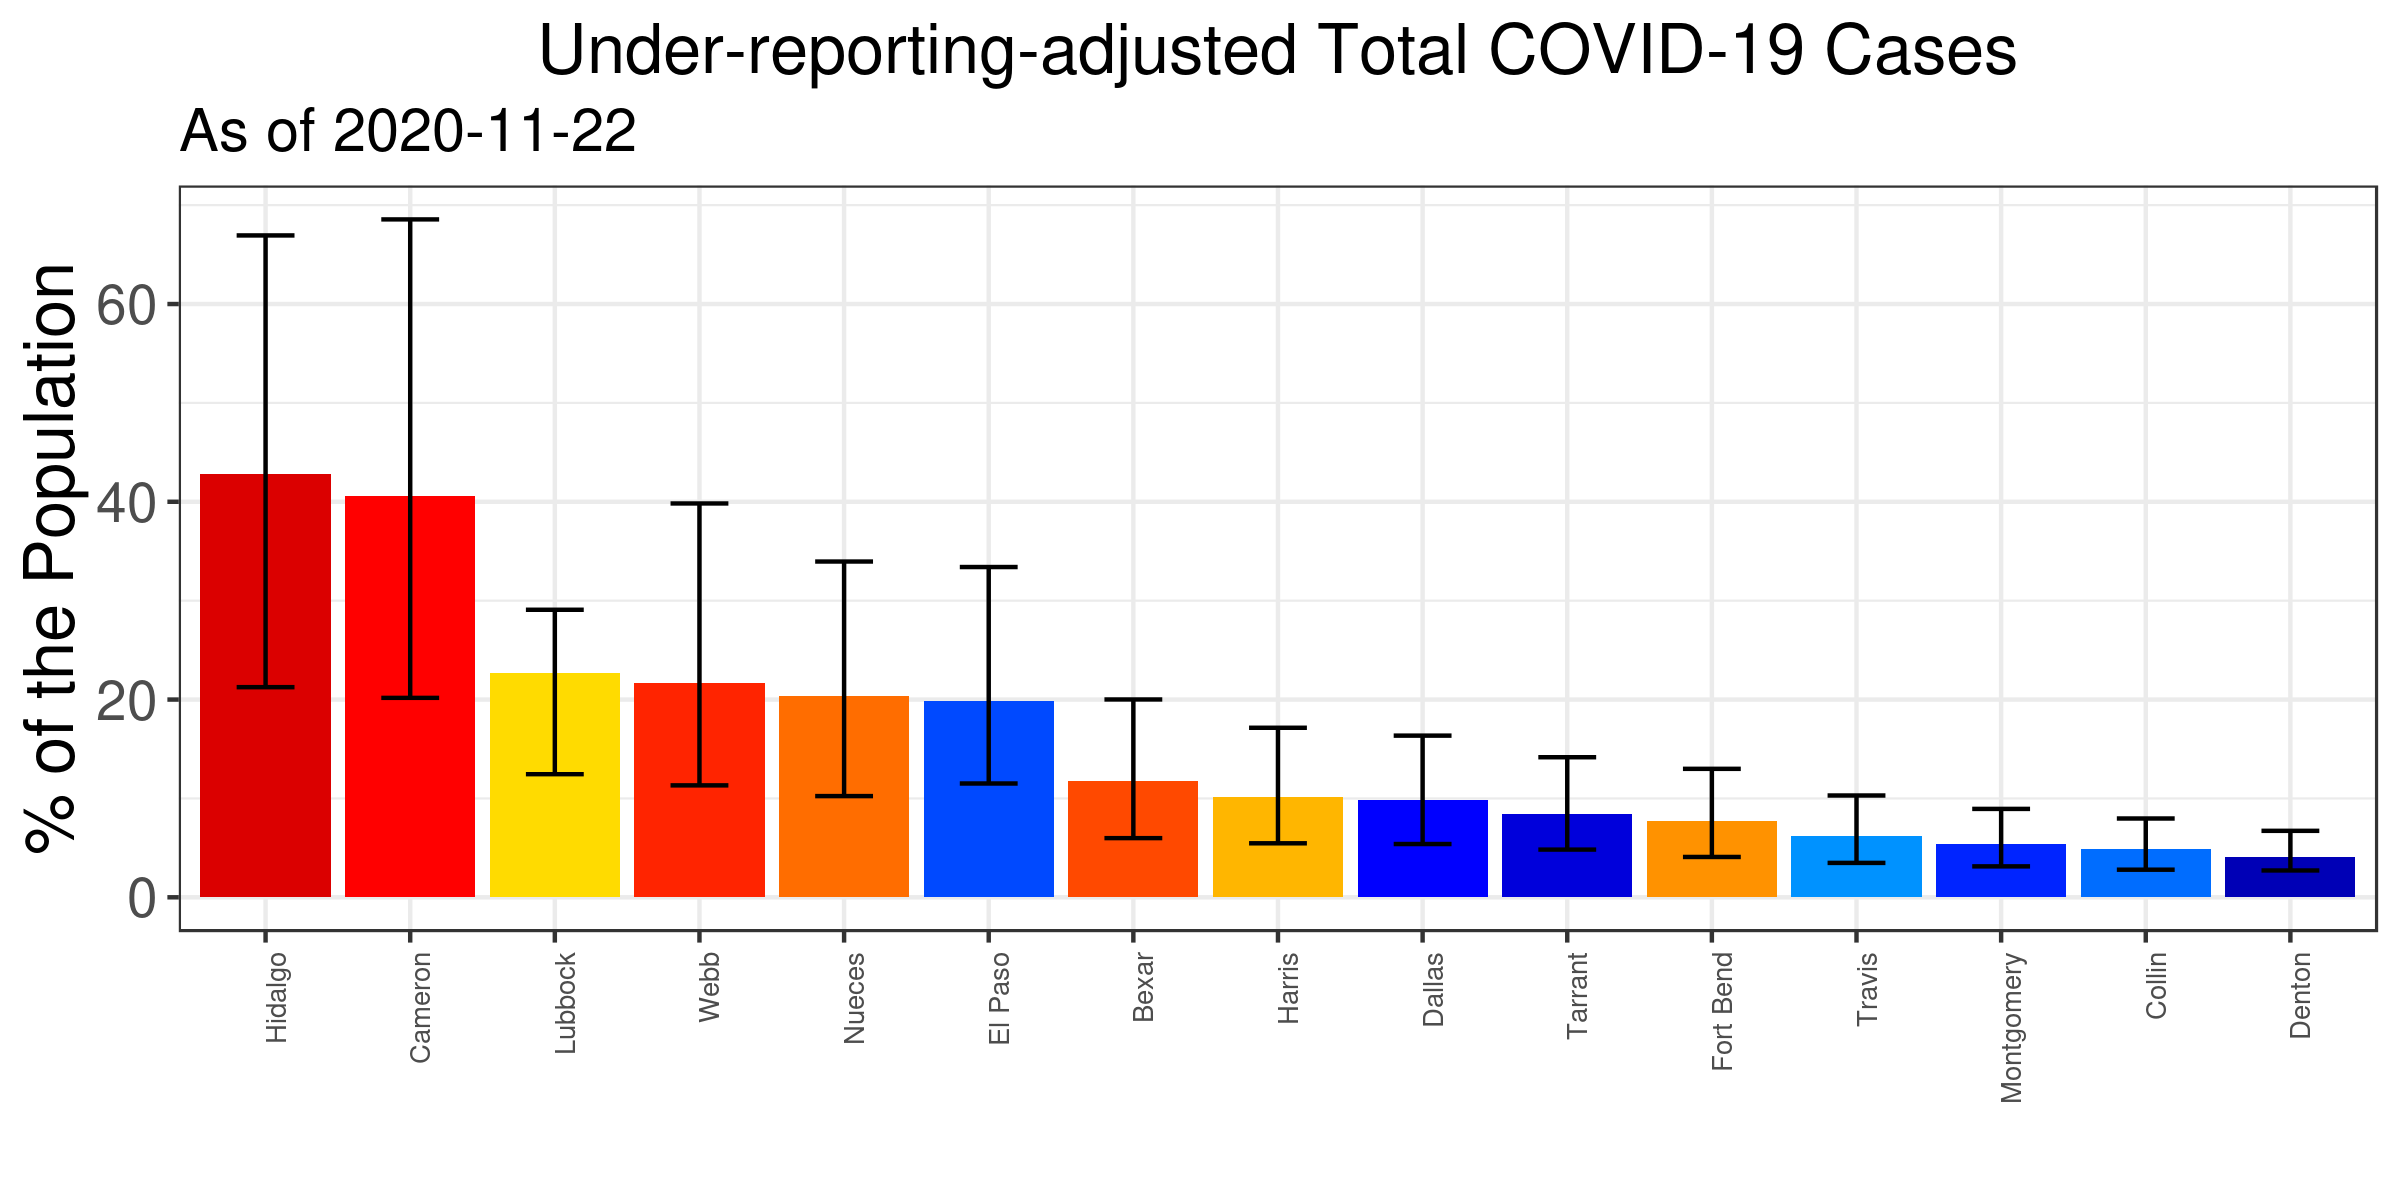 Under-reporting-adjusted Total COVID-19 Cases
As of 2020-11-22
% of the Population
60
40
20
0
Hidalgo
Cameron
Lubbock
Webb
Nueces
El Paso
Bexar
Harris
Dallas
Tarrant
Fort Bend
Travis
Montgomery
Collin
Denton